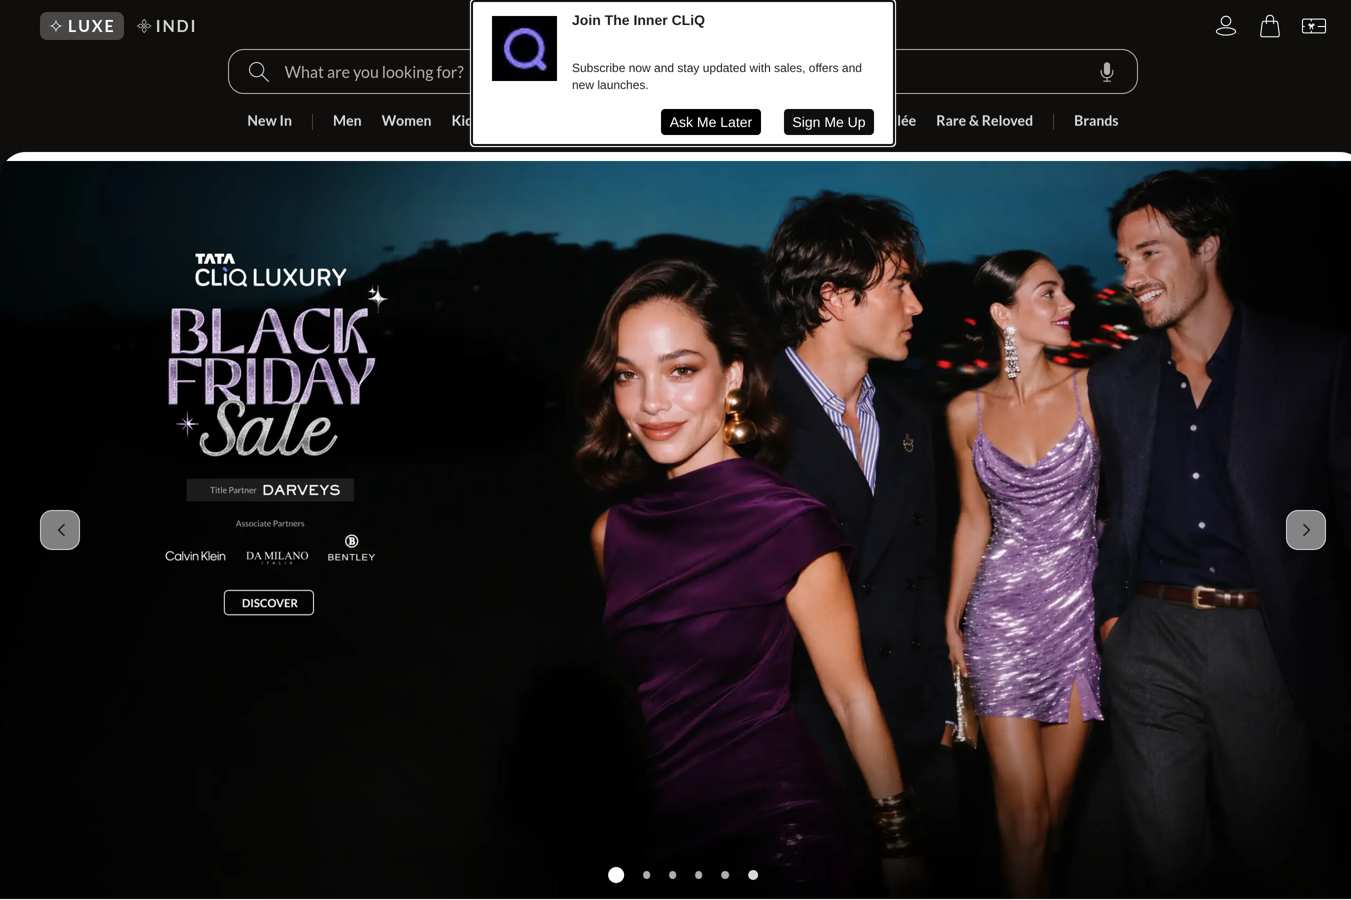 LUXE
INDI
Join The Inner CLiQ
Subscribe now and stay updated with sales, offers and
new launches.
Ask Me Later
Sign Me Up
What are you looking for?
New In
Men
Women
Rare & Reloved
Brands
TATA
CLiQ LUXURY
BLACK
FRIDAY
Sale
Title Partner DARVEYS
Associate Partners
Calvin Klein
DA MILANO
ITALIA
B
BENTLEY
DISCOVER